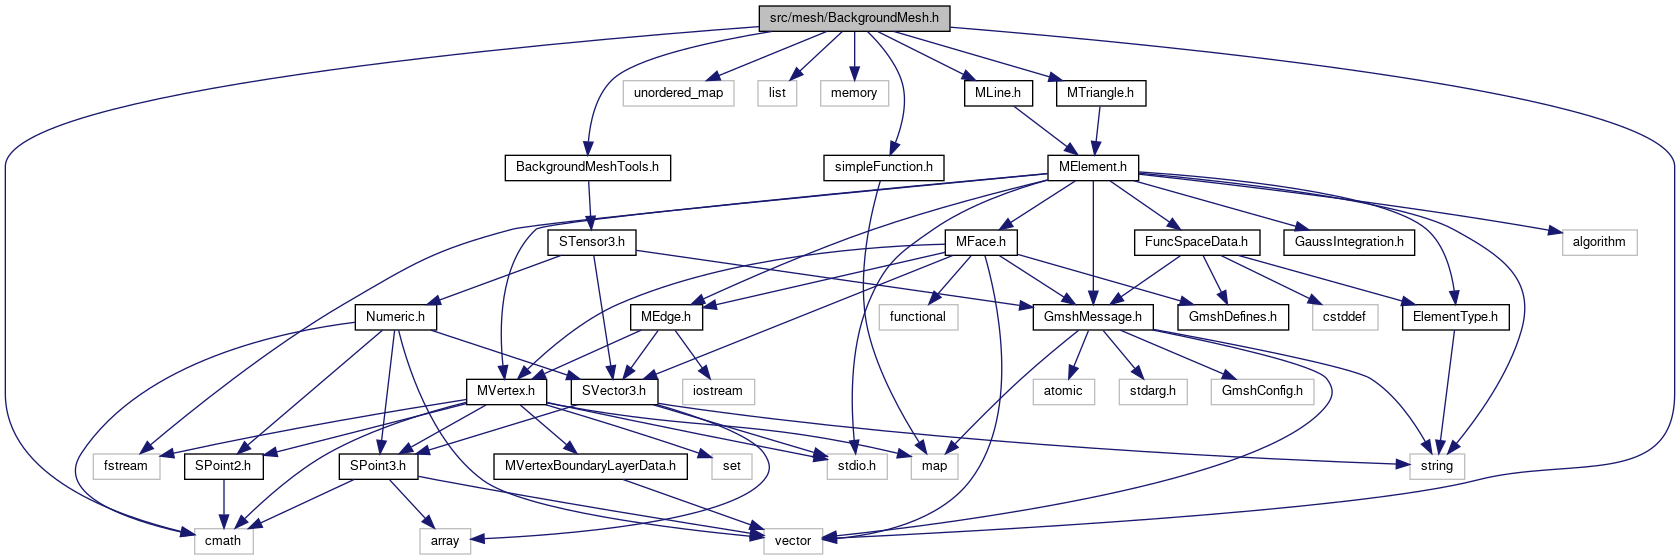 src/mesh/BackgroundMesh.h
unordered_map
list
memory
MLine.h
MTriangle.h
BackgroundMeshTools.h
simpleFunction.h
MElement.h
STensor3.h
MFace.h
FuncSpaceData.h
GaussIntegration.h
algorithm
Numeric.h
MEdge.h
functional
GmshMessage.h
GmshDefines.h
cstddef
ElementType.h
MVertex.h
SVector3.h
iostream
atomic
stdarg.h
GmshConfig.h
fstream
SPoint2.h
SPoint3.h
MVertexBoundaryLayerData.h
set
stdio.h
map
string
cmath
array
vector